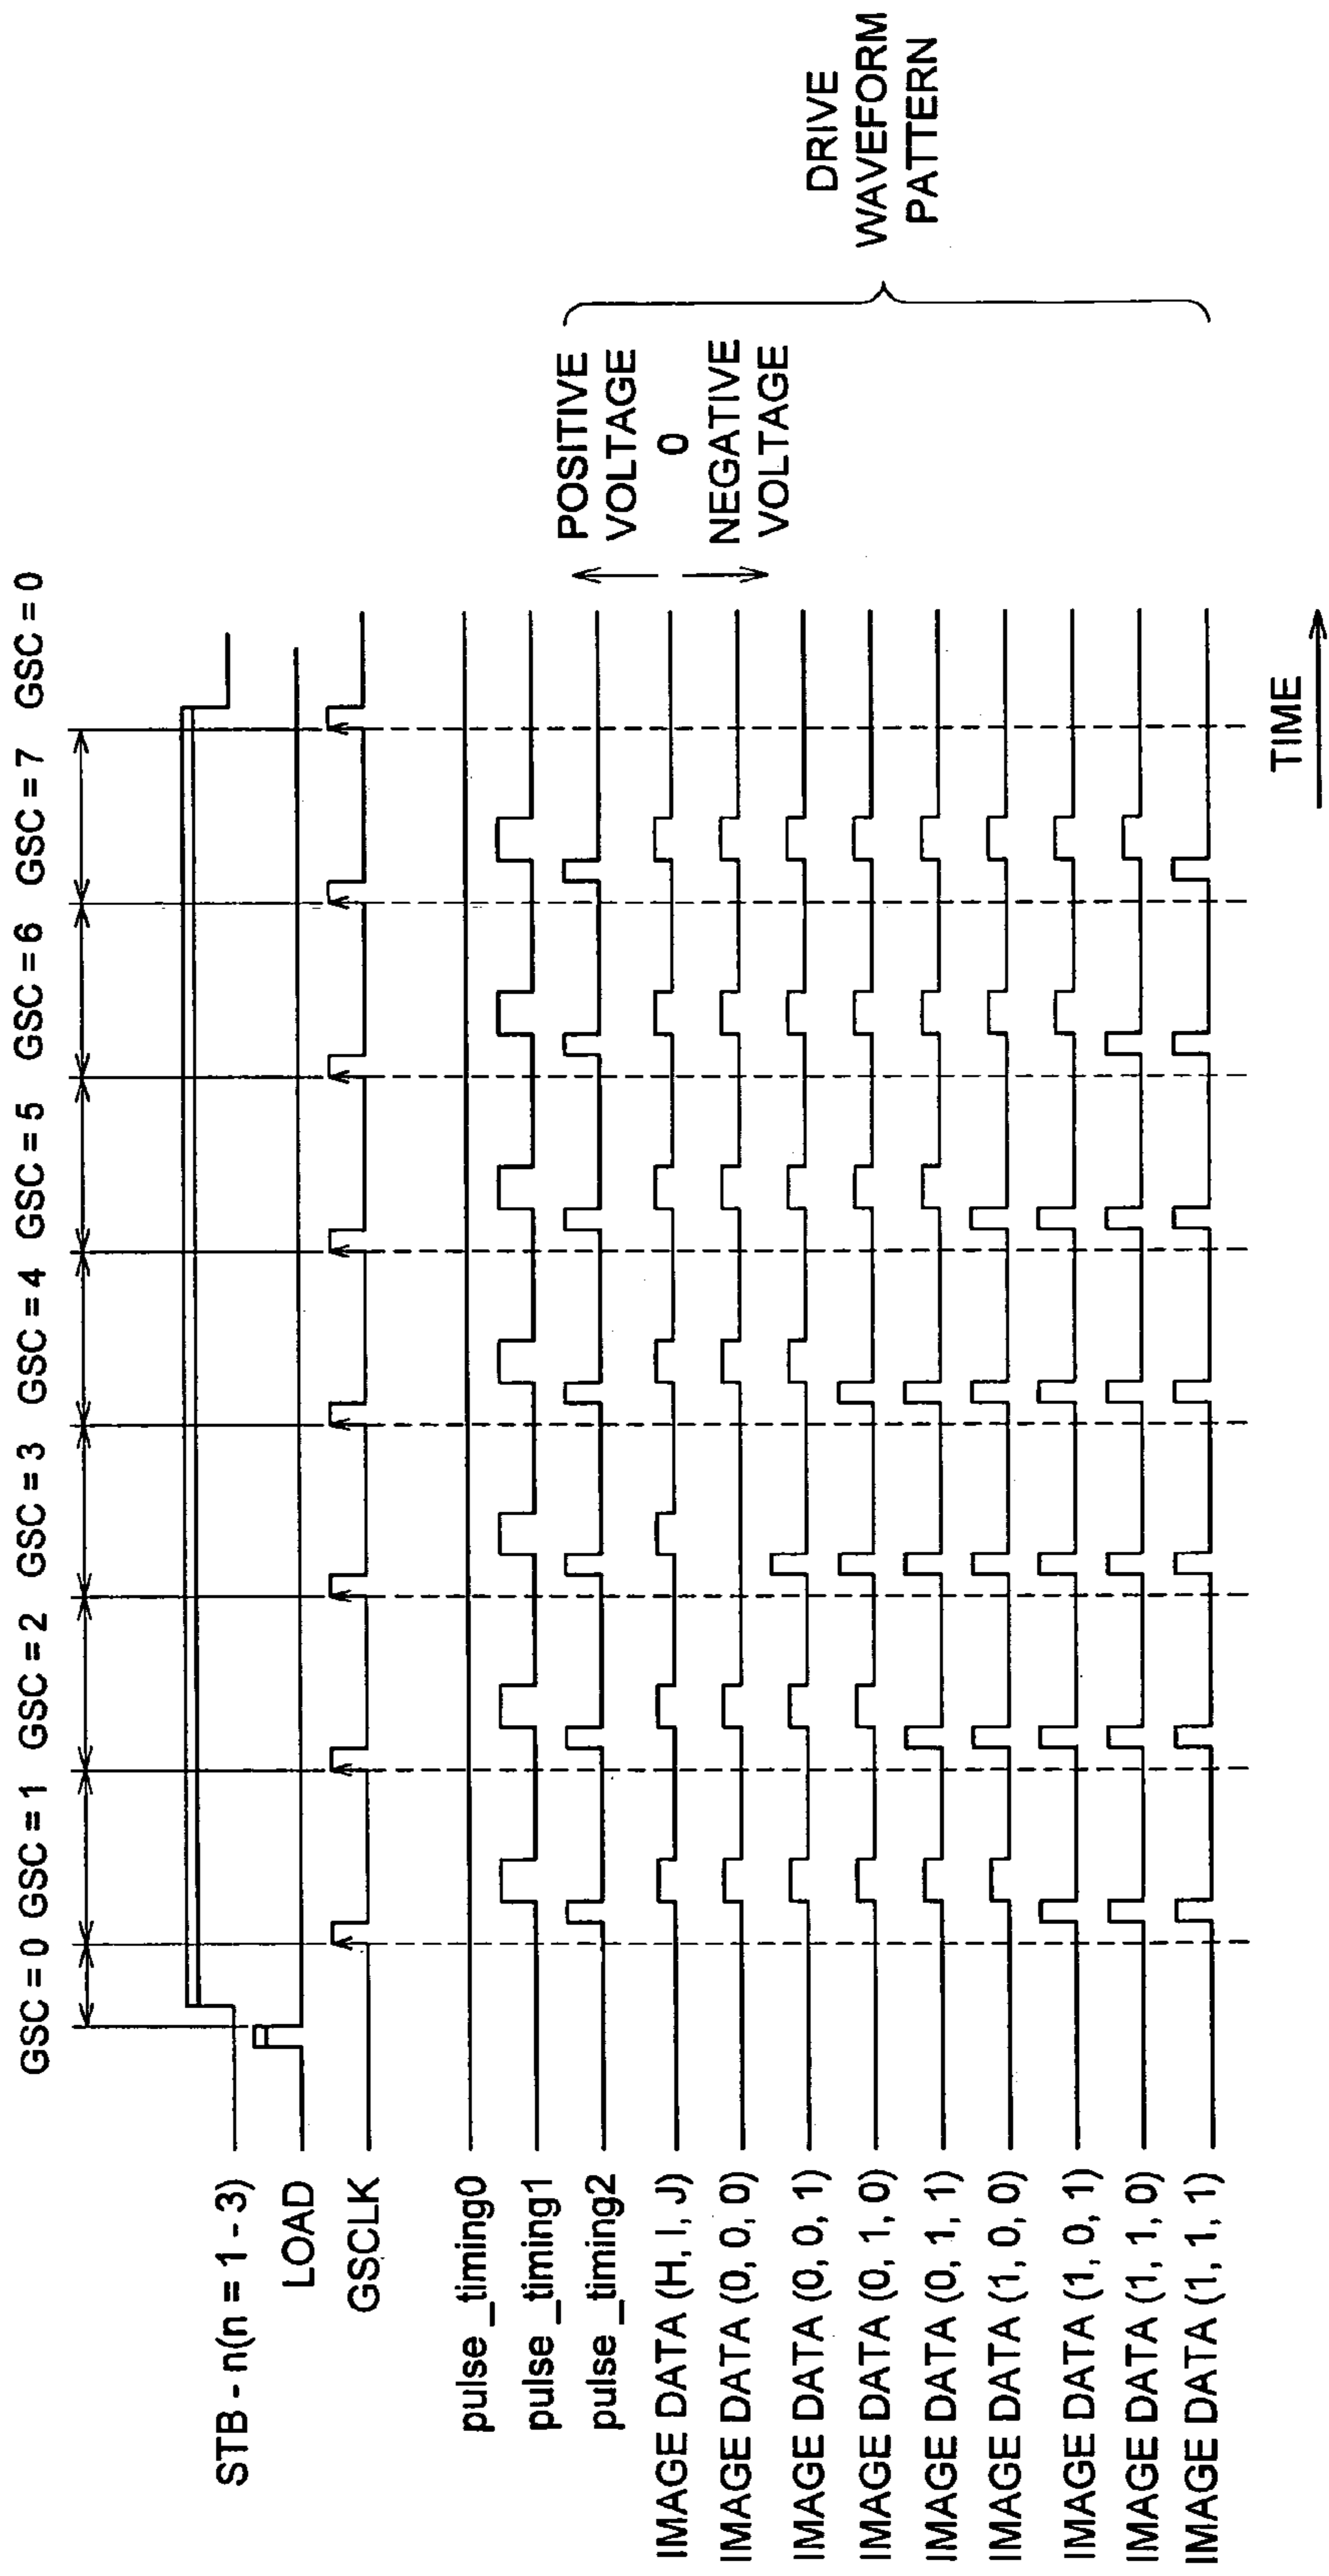 GSC = 0
GSC = 1
GSC = 2
GSC = 3
GSC = 4
GSC = 5
GSC = 6
GSC = 7
GSC = 0
STB - n(n = 1 - 3)
LOAD
GSCLK
pulse_timing0
pulse_timing1
pulse_timing2
IMAGE DATA (H, I, J)
IMAGE DATA (0, 0, 0)
IMAGE DATA (0, 0, 1)
IMAGE DATA (0, 1, 0)
IMAGE DATA (0, 1, 1)
IMAGE DATA (1, 0, 0)
IMAGE DATA (1, 0, 1)
IMAGE DATA (1, 1, 0)
IMAGE DATA (1, 1, 1)
POSITIVE
VOLTAGE
0
NEGATIVE
VOLTAGE
DRIVE
WAVEFORM
PATTERN
TIME